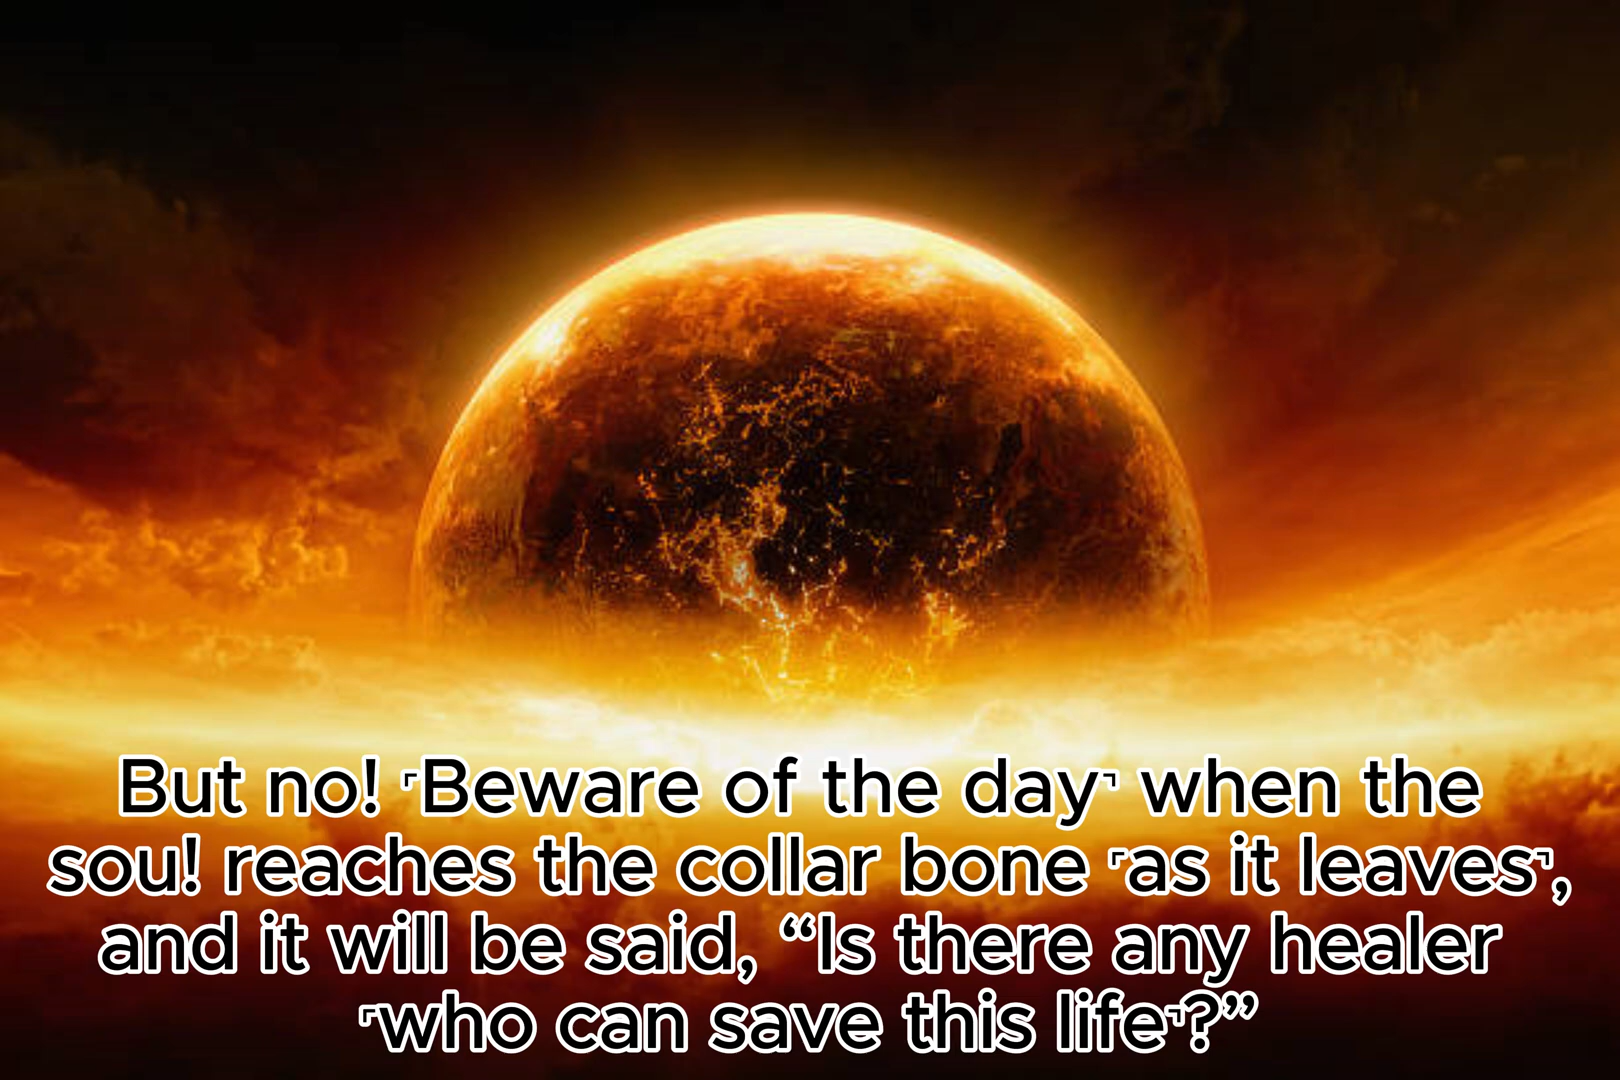 But no! ⸢Beware of the day⸣ when the
sou! reaches the collar bone ⸢as it leaves⸣,
and it will be said, “Is there any healer
⸢who can save this life⸣?”